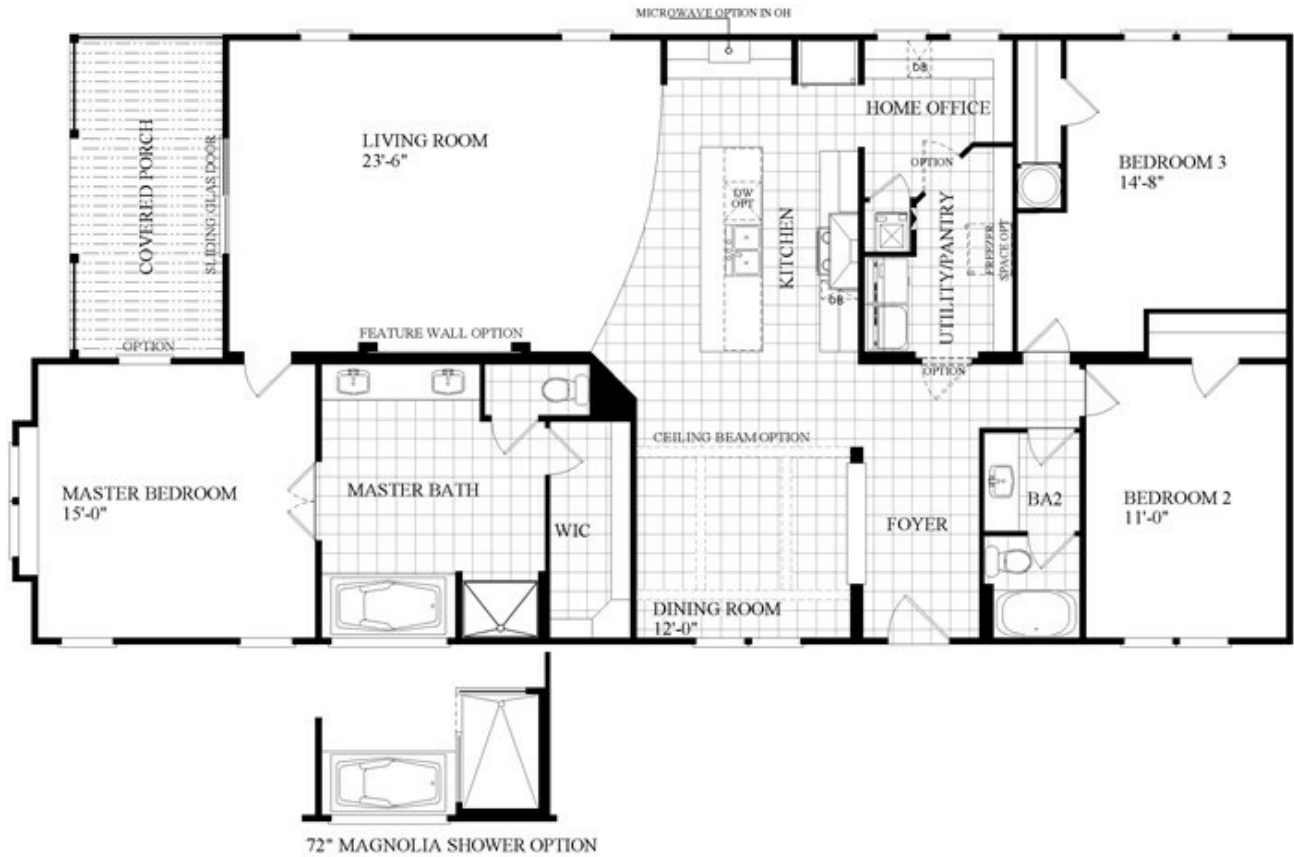 MICROWAVE OPTION IN OH
COVERED PORCH
SLIDING GLAS DOOR
OPTION
LIVING ROOM
23'-6"
FEATURE WALL OPTION
DW
OPT
KITCHEN
DB
DB
HOME OFFICE
OPTION
UTILITY/PANTRY
FREEZER
SPACE OPT
OPTION
BEDROOM 3
14'-8"
MASTER BEDROOM
15'-0"
MASTER BATH
WIC
CEILING BEAM OPTION
DINING ROOM
12'-0"
FOYER
BA2
BEDROOM 2
11'-0"
72" MAGNOLIA SHOWER OPTION